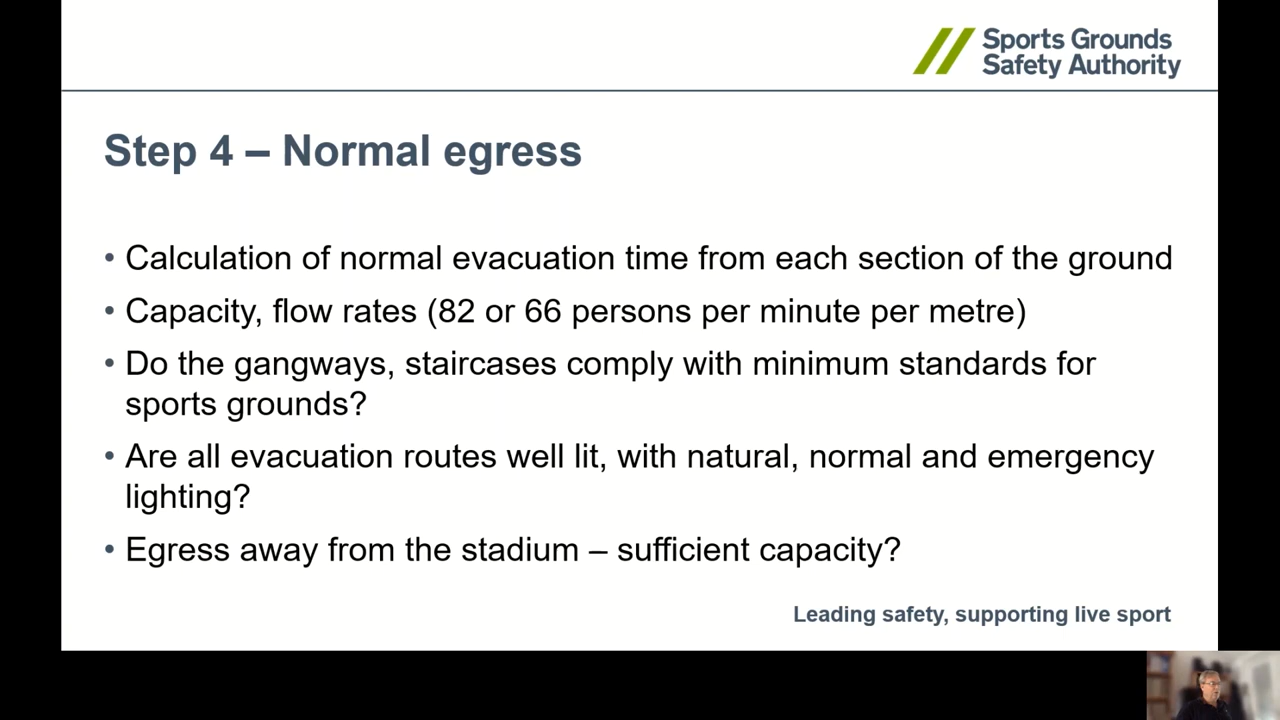 Sports Grounds
Safety Authority
Step 4 – Normal egress
• Calculation of normal evacuation time from each section of the ground
• Capacity, flow rates (82 or 66 persons per minute per metre)
• Do the gangways, staircases comply with minimum standards for
sports grounds?
• Are all evacuation routes well lit, with natural, normal and emergency
lighting?
• Egress away from the stadium – sufficient capacity?
Leading safety, supporting live sport